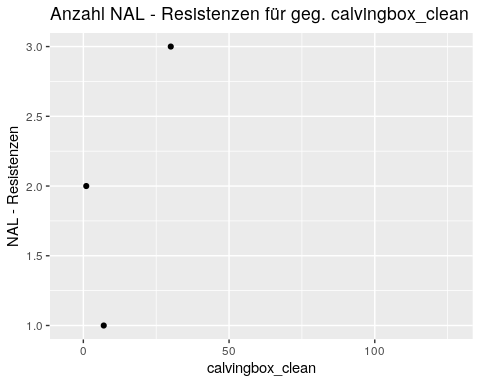 Anzahl NAL - Resistenzen für geg. calvingbox_clean
NAL - Resistenzen
3.0
2.5
2.0
1.5
1.0
0 50 100
calvingbox_clean